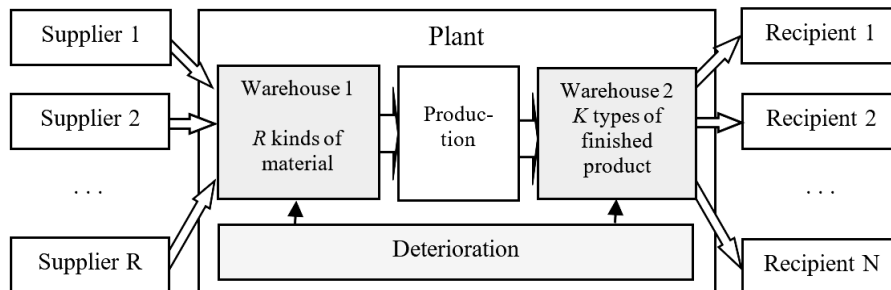 Supplier 1
Supplier 2
. . .
Supplier R
Plant
Warehouse 1
R kinds of
material
Produc-
tion
Warehouse 2
K types of
finished
product
Deterioration
Recipient 1
Recipient 2
. . .
Recipient N